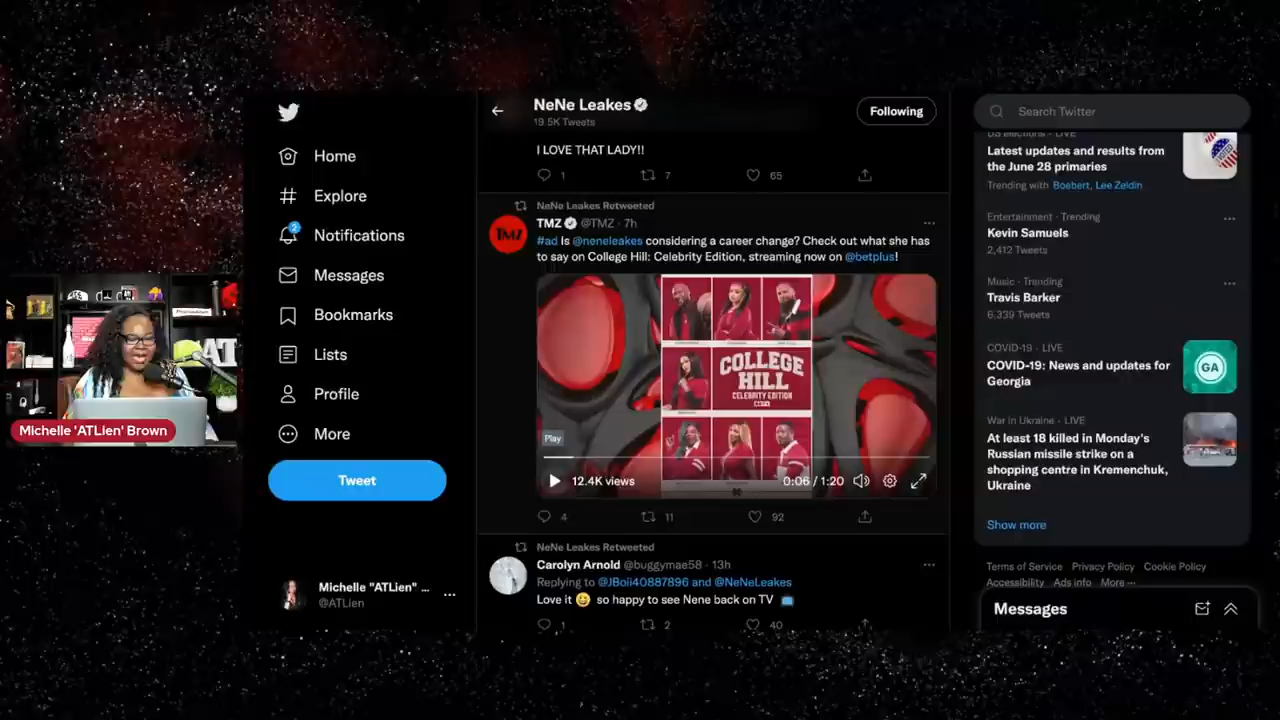 Michelle 'ATLien' Brown
Home
Explore
2
Notifications
Messages
Bookmarks
Lists
Profile
More
Tweet
Michelle "ATLien" ...
@ATLien
NeNe Leakes
19.5K Tweets
Following
I LOVE THAT LADY!!
1 7 65
NeNe Leakes Retweeted
TMZ @TMZ · 7h
#ad Is @neneleakes considering a career change? Check out what she has
to say on College Hill: Celebrity Edition, streaming now on @betplus!
TMZ
COLLEGE
HILL
CELEBRITY EDITION
Play
12.4K views 0:06 / 1:20
4 11 92
NeNe Leakes Retweeted
Carolyn Arnold @buggymae58 · 13h
Replying to @JBoii40887896 and @NeNeLeakes
Love it 😃 so happy to see Nene back on TV 📺
1 2 40
Search Twitter
US elections · LIVE
Latest updates and results
from the June 28 primaries
Trending with Boebert, Lee Zeldin
VOTED
Entertainment · Trending
Kevin Samuels
2,412 Tweets
Music · Trending
Travis Barker
6,339 Tweets
COVID-19 · LIVE
COVID-19: News and updates for
Georgia
GA
War in Ukraine · LIVE
At least 18 killed in Monday's
Russian missile strike on a
shopping centre in Kremenchuk,
Ukraine
Show more
Terms of Service Privacy Policy Cookie Policy
Accessibility Ads info More ...
Messages